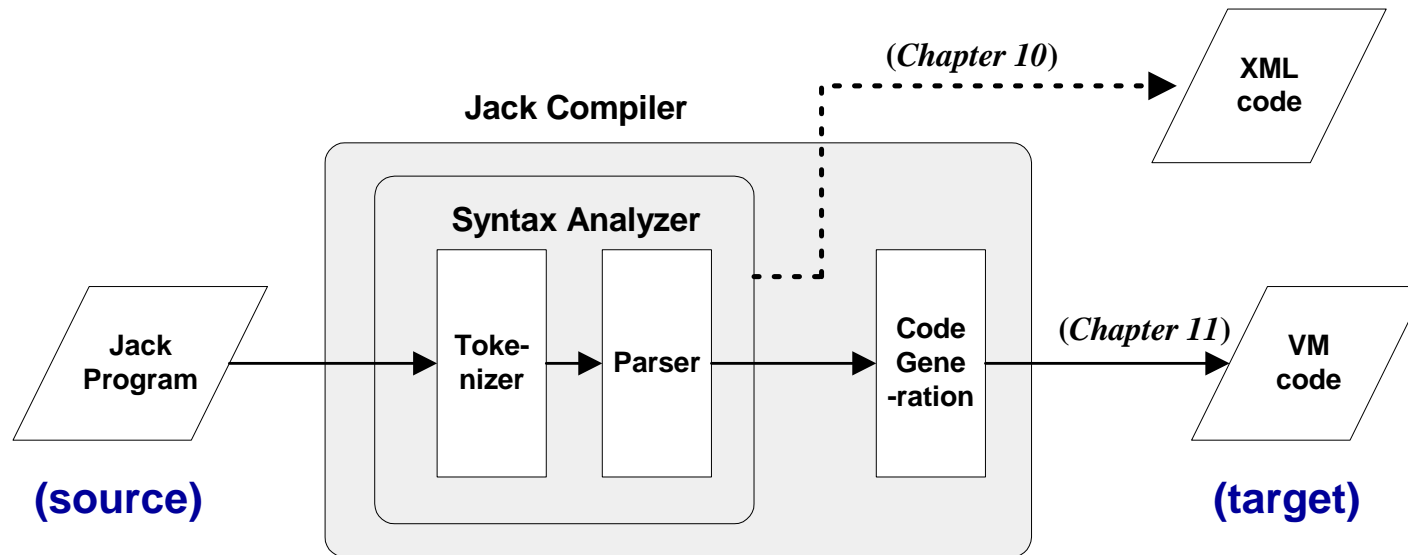 (Chapter 10)
XML
code
Jack Compiler
Syntax Analyzer
Jack
Program
Toke-
nizer
Parser
Code
Gene
-ration
(Chapter 11)
VM
code
(source)
(target)